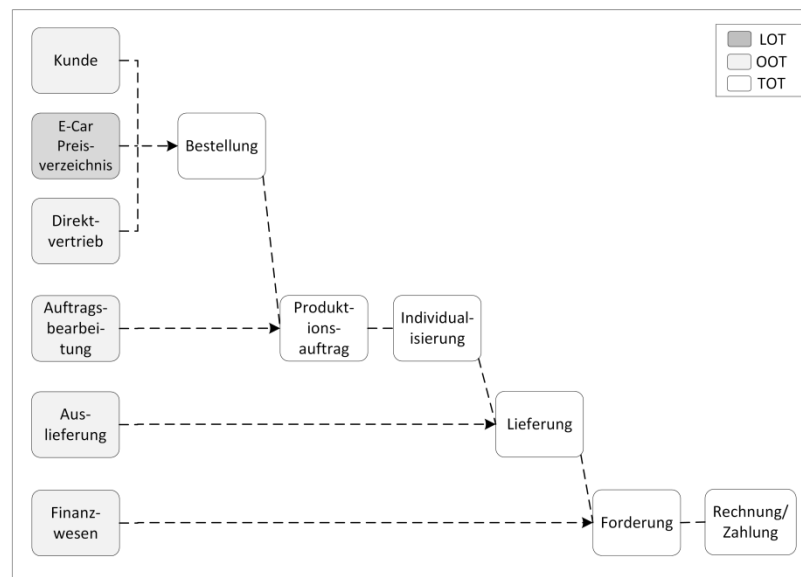 LOT
OOT
TOT
Kunde
E-Car
Preis-
verzeichnis
Bestellung
Direkt-
vertrieb
Auftrags-
bearbei-
tung
Produkt-
ions-
auftrag
Individual-
isierung
Aus-
lieferung
Lieferung
Finanz-
wesen
Forderung
Rechnung/
Zahlung